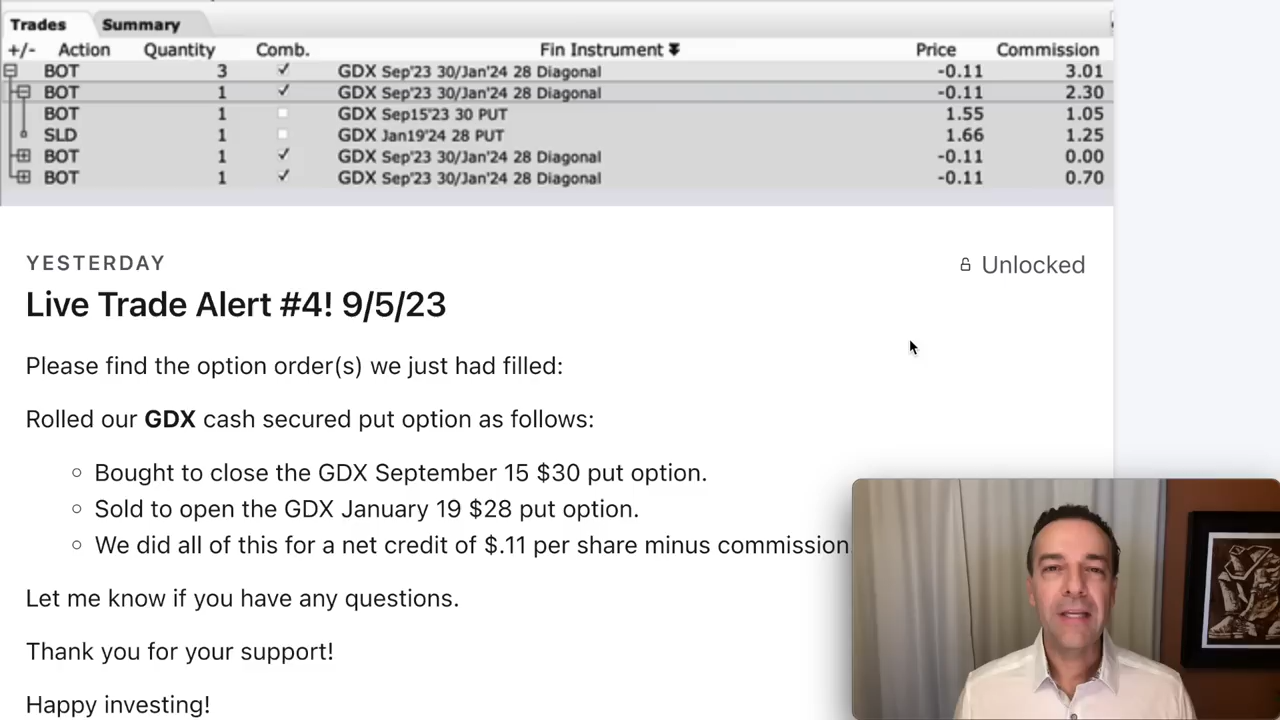 Trades Summary
+/- Action Quantity Comb. Fin Instrument Price Commission
BOT 3 ✓ GDX Sep'23 30/Jan'24 28 Diagonal -0.11 3.01
BOT 1 ✓ GDX Sep'23 30/Jan'24 28 Diagonal -0.11 2.30
BOT 1 GDX Sep15'23 30 PUT 1.55 1.05
SLD 1 GDX Jan19'24 28 PUT 1.66 1.25
BOT 1 ✓ GDX Sep'23 30/Jan'24 28 Diagonal -0.11 0.00
BOT 1 ✓ GDX Sep'23 30/Jan'24 28 Diagonal -0.11 0.70
YESTERDAY Unlocked
Live Trade Alert #4! 9/5/23
Please find the option order(s) we just had filled:
Rolled our GDX cash secured put option as follows:
Bought to close the GDX September 15 $30 put option.
Sold to open the GDX January 19 $28 put option.
We did all of this for a net credit of $.11 per share minus commission
Let me know if you have any questions.
Thank you for your support!
Happy investing!